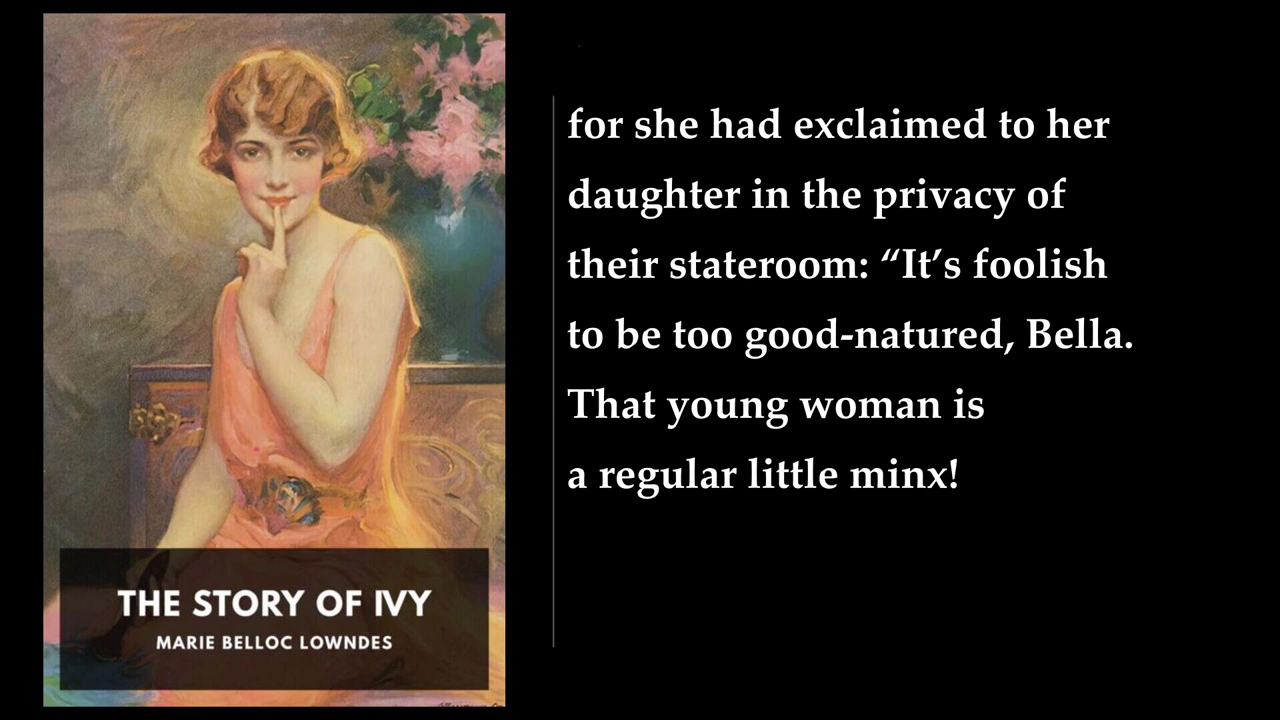 THE STORY OF IVY
MARIE BELLOC LOWNDES
for she had exclaimed to her
daughter in the privacy of
their stateroom: “It’s foolish
to be too good-natured, Bella.
That young woman is
a regular little minx!